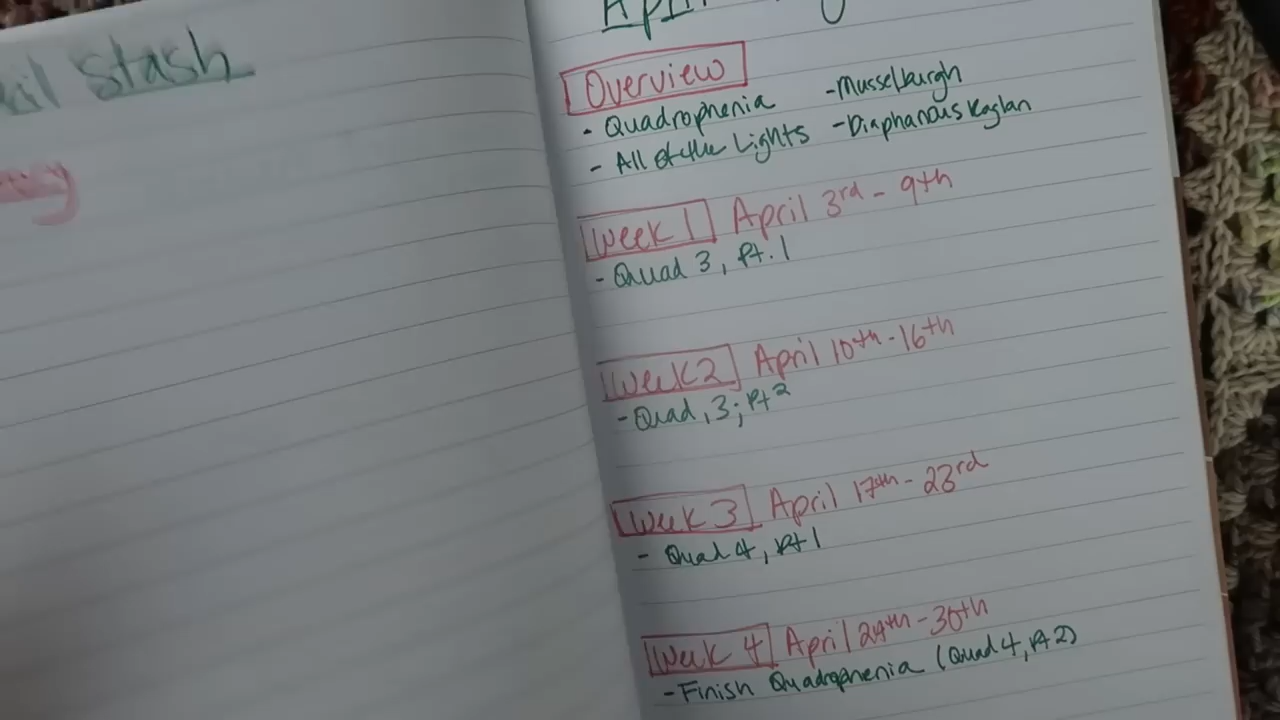 Stash
Overview
- Quadrophenia - Musselburgh
- All of the Lights - Diaphanous Raglan
Week 1 April 3rd - 9th
- Quad 3, Pt. 1
Week 2 April 10th - 16th
- Quad, 3; Pt 2
Week 3 April 17th - 23rd
- Quad 4, Pt 1
Week 4 April 24th - 30th
- Finish Quadrophenia (Quad 4, Pt 2)